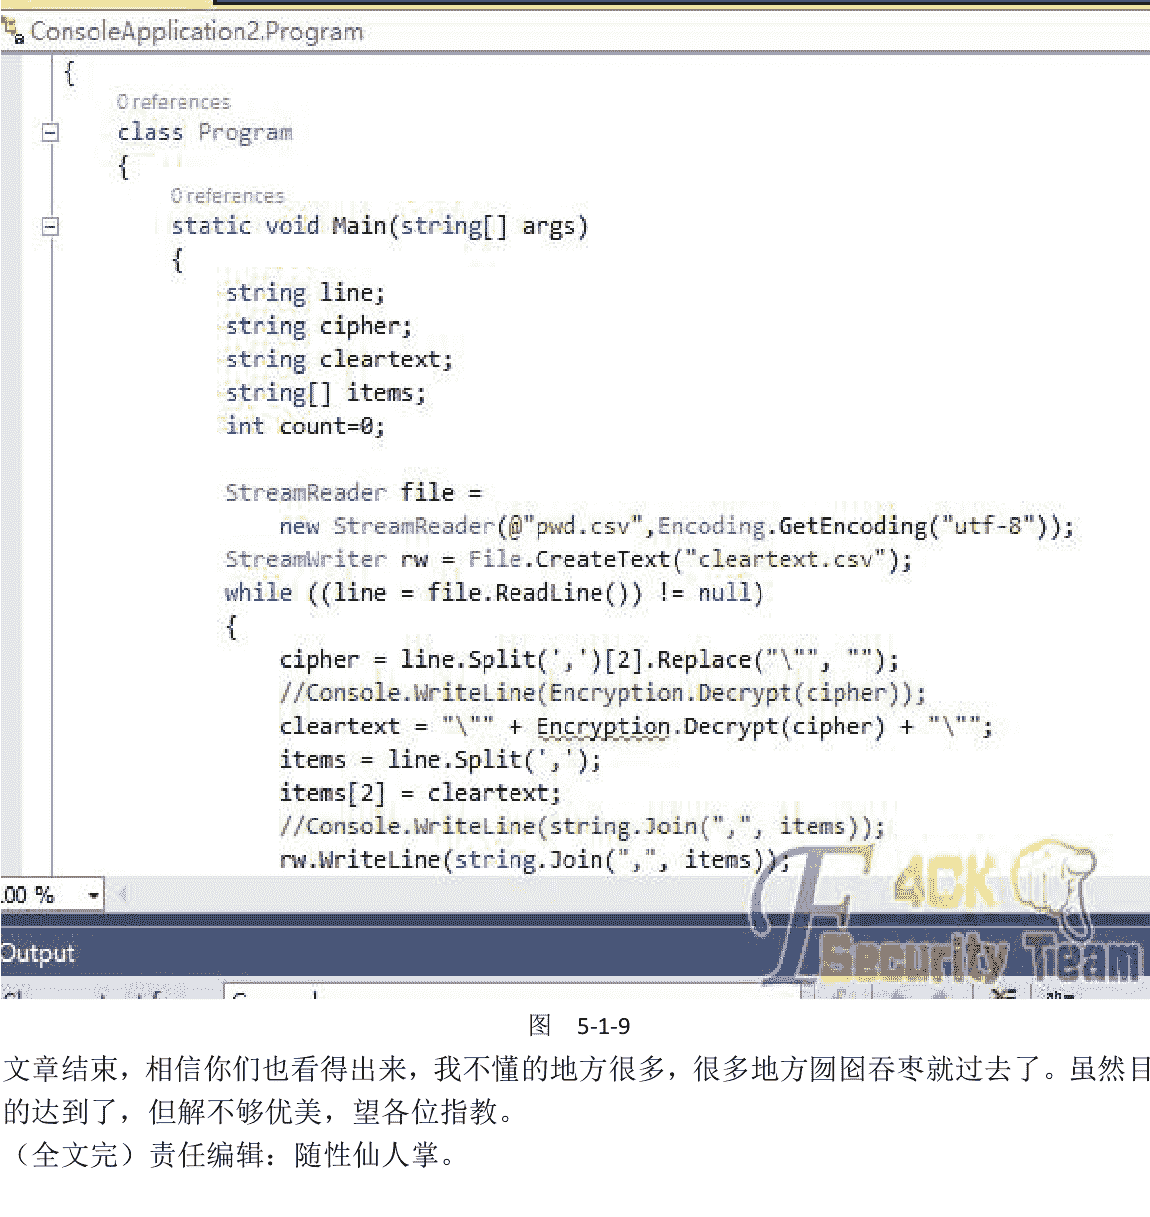 ConsoleApplication2.Program
{
0 references
class Program
{
0 references
static void Main(string[] args)
{
string line;
string cipher;
string cleartext;
string[] items;
int count=0;
StreamReader file =
new StreamReader(@"pwd.csv",Encoding.GetEncoding("utf-8"));
StreamWriter rw = File.CreateText("cleartext.csv");
while ((line = file.ReadLine()) != null)
{
cipher = line.Split(',')[2].Replace("\"", "");
//Console.WriteLine(Encryption.Decrypt(cipher));
cleartext = "\"" + Encryption.Decrypt(cipher) + "\"";
items = line.Split(',');
items[2] = cleartext;
//Console.WriteLine(string.Join(",", items));
rw.WriteLine(string.Join(",", items));
.00 %
F4CK
Security Team
Output
图 5-1-9
文章结束，相信你们也看得出来，我不懂的地方很多，很多地方囫囵吞枣就过去了。虽然目
的达到了，但解不够优美，望各位指教。
（全文完）责任编辑：随性仙人掌。